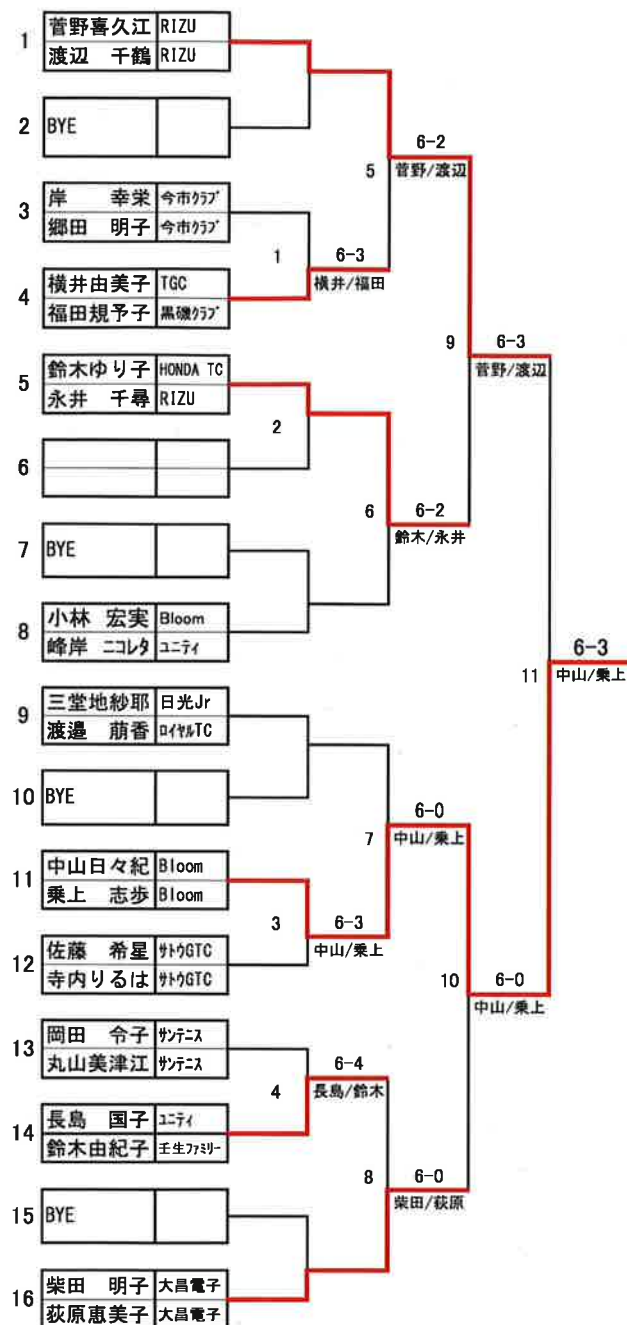 1 菅野喜久江 RIZU
渡辺 千鶴 RIZU
2 BYE
3 岸 幸栄 今市クラブ
郷田 明子 今市クラブ
4 横井由美子 TGC
福田規予子 黒磯クラブ
5 鈴木ゆり子 HONDA TC
永井 千尋 RIZU
6
7 BYE
8 小林 宏実 Bloom
峰岸 ニコレタ ユニティ
9 三堂地紗耶 日光Jr
渡邉 萠香 ロイヤルTC
10 BYE
11 中山日々紀 Bloom
乗上 志歩 Bloom
12 佐藤 希星 サトウGTC
寺内りるは サトウGTC
13 岡田 令子 サンテニス
丸山美津江 サンテニス
14 長島 国子 ユニティ
鈴木由紀子 壬生ファミリー
15 BYE
16 柴田 明子 大昌電子
荻原恵美子 大昌電子
1 6-3
横井/福田
2
3 6-3
中山/乗上
4 6-4
長島/鈴木
5 6-2
菅野/渡辺
6 6-2
鈴木/永井
7 6-0
中山/乗上
8 6-0
柴田/萩原
9 6-3
菅野/渡辺
10 6-0
中山/乗上
11 6-3
中山/乗上